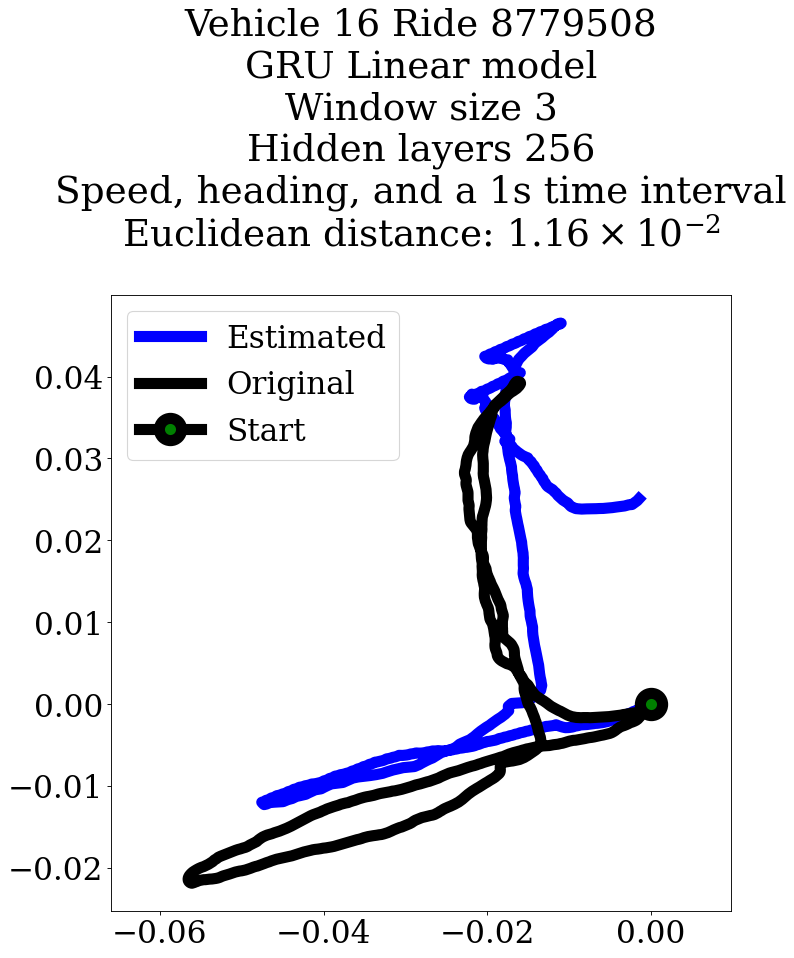 Vehicle 16 Ride 8779508
GRU Linear model
Window size 3
Hidden layers 256
Speed, heading, and a 1s time interval
Euclidean distance: 1.16 × 10⁻²
Estimated
Original
Start
0.04
0.03
0.02
0.01
0.00
−0.01
−0.02
−0.06
−0.04
−0.02
0.00